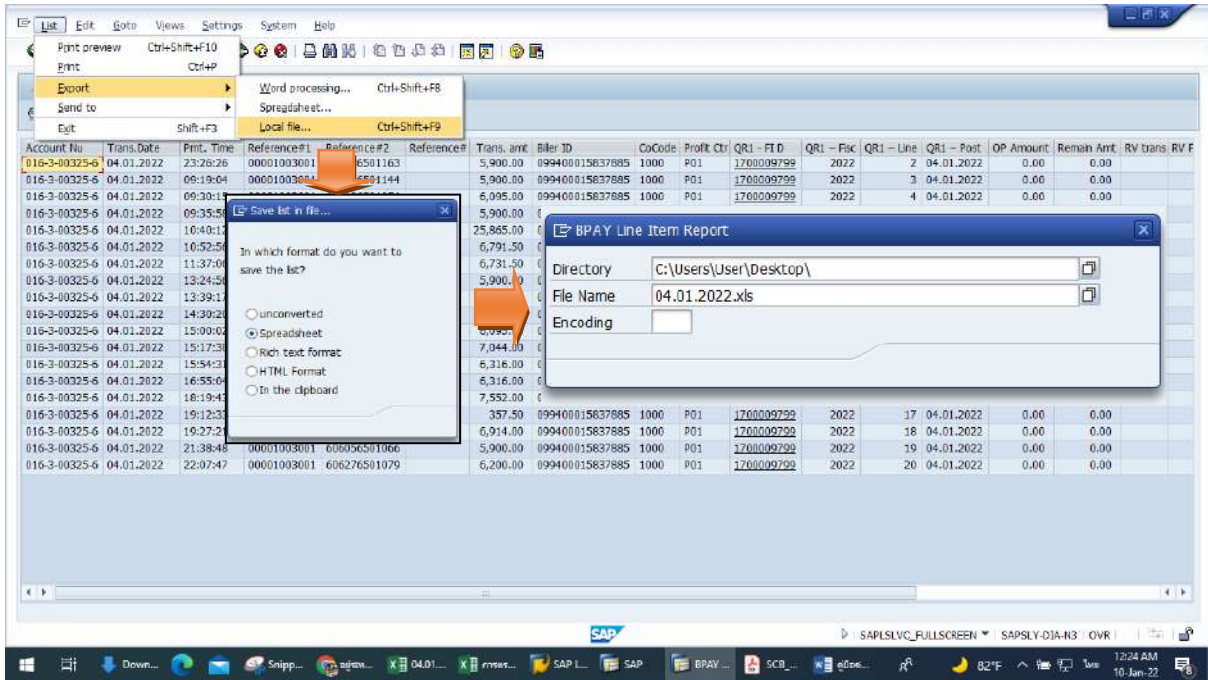 List Edit Goto Views Settings System Help
Print preview Ctrl+Shift+F10
Print Ctrl+P
Export Word processing... Ctrl+Shift+F8
Send to Spreadsheet...
Exit Shift+F3 Local file... Ctrl+Shift+F9
Account Nu Trans.Date Pmt. Time Reference#1 Reference#2 Reference# Trans. amt Biler ID CoCode Profit Ctr QR1 - FI D QR1 – Fisc QR1 – Line QR1 – Post OP Amount Remain Amt RV trans RV F
016-3-00325-6 04.01.2022 23:26:26 00001003001 6501163 5,900.00 099400015837885 1000 P01 1700009799 2022 2 04.01.2022 0.00 0.00
016-3-00325-6 04.01.2022 09:19:04 5,900.00 099400015837885 1000 P01 1700009799 2022 3 04.01.2022 0.00 0.00
016-3-00325-6 04.01.2022 6,095.00 099400015837885 1000 P01 1700009799 2022 4 04.01.2022 0.00 0.00
016-3-00325-6 04.01.2022 5,900.00
016-3-00325-6 04.01.2022 25,865.00
016-3-00325-6 04.01.2022 6,791.50
016-3-00325-6 04.01.2022 6,731.50
016-3-00325-6 04.01.2022 5,900.00
016-3-00325-6 04.01.2022
016-3-00325-6 04.01.2022
016-3-00325-6 04.01.2022
016-3-00325-6 04.01.2022 7,044.00
016-3-00325-6 04.01.2022 6,316.00
016-3-00325-6 04.01.2022 6,316.00
016-3-00325-6 04.01.2022 7,552.00
016-3-00325-6 04.01.2022 357.50 099400015837885 1000 P01 1700009799 2022 17 04.01.2022 0.00 0.00
016-3-00325-6 04.01.2022 6,914.00 099400015837885 1000 P01 1700009799 2022 18 04.01.2022 0.00 0.00
016-3-00325-6 04.01.2022 21:38:48 00001003001 606056501066 5,900.00 099400015837885 1000 P01 1700009799 2022 19 04.01.2022 0.00 0.00
016-3-00325-6 04.01.2022 22:07:47 00001003001 606276501079 6,200.00 099400015837885 1000 P01 1700009799 2022 20 04.01.2022 0.00 0.00
Save list in file...
In which format do you want to
save the list?
unconverted
Spreadsheet
Rich text format
HTML Format
In the clipboard
BPAY Line Item Report
Directory C:\Users\User\Desktop\
File Name 04.01.2022.xls
Encoding
SAP SAPLSLVC_FULLSCREEN SAPSLY-DIA-N3 OVR
Down... Snipp... 04.01.... SAP L... SAP BPAY ... SCB_... 82°F ไทย 12:24 AM
10-Jan-22